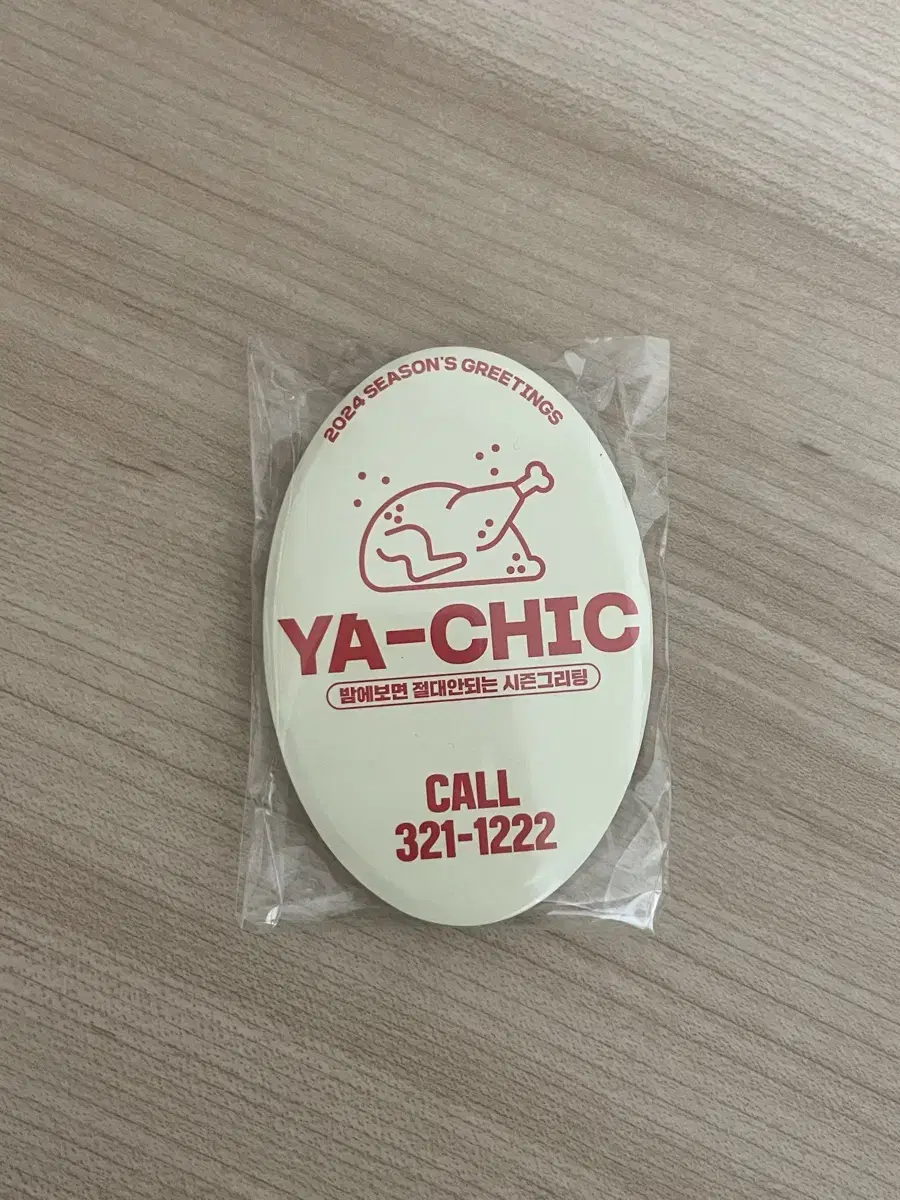 2024 SEASON'S GREETINGS
YA-CHIC
밤에보면 절대안되는 시즌그리팅
CALL
321-1222